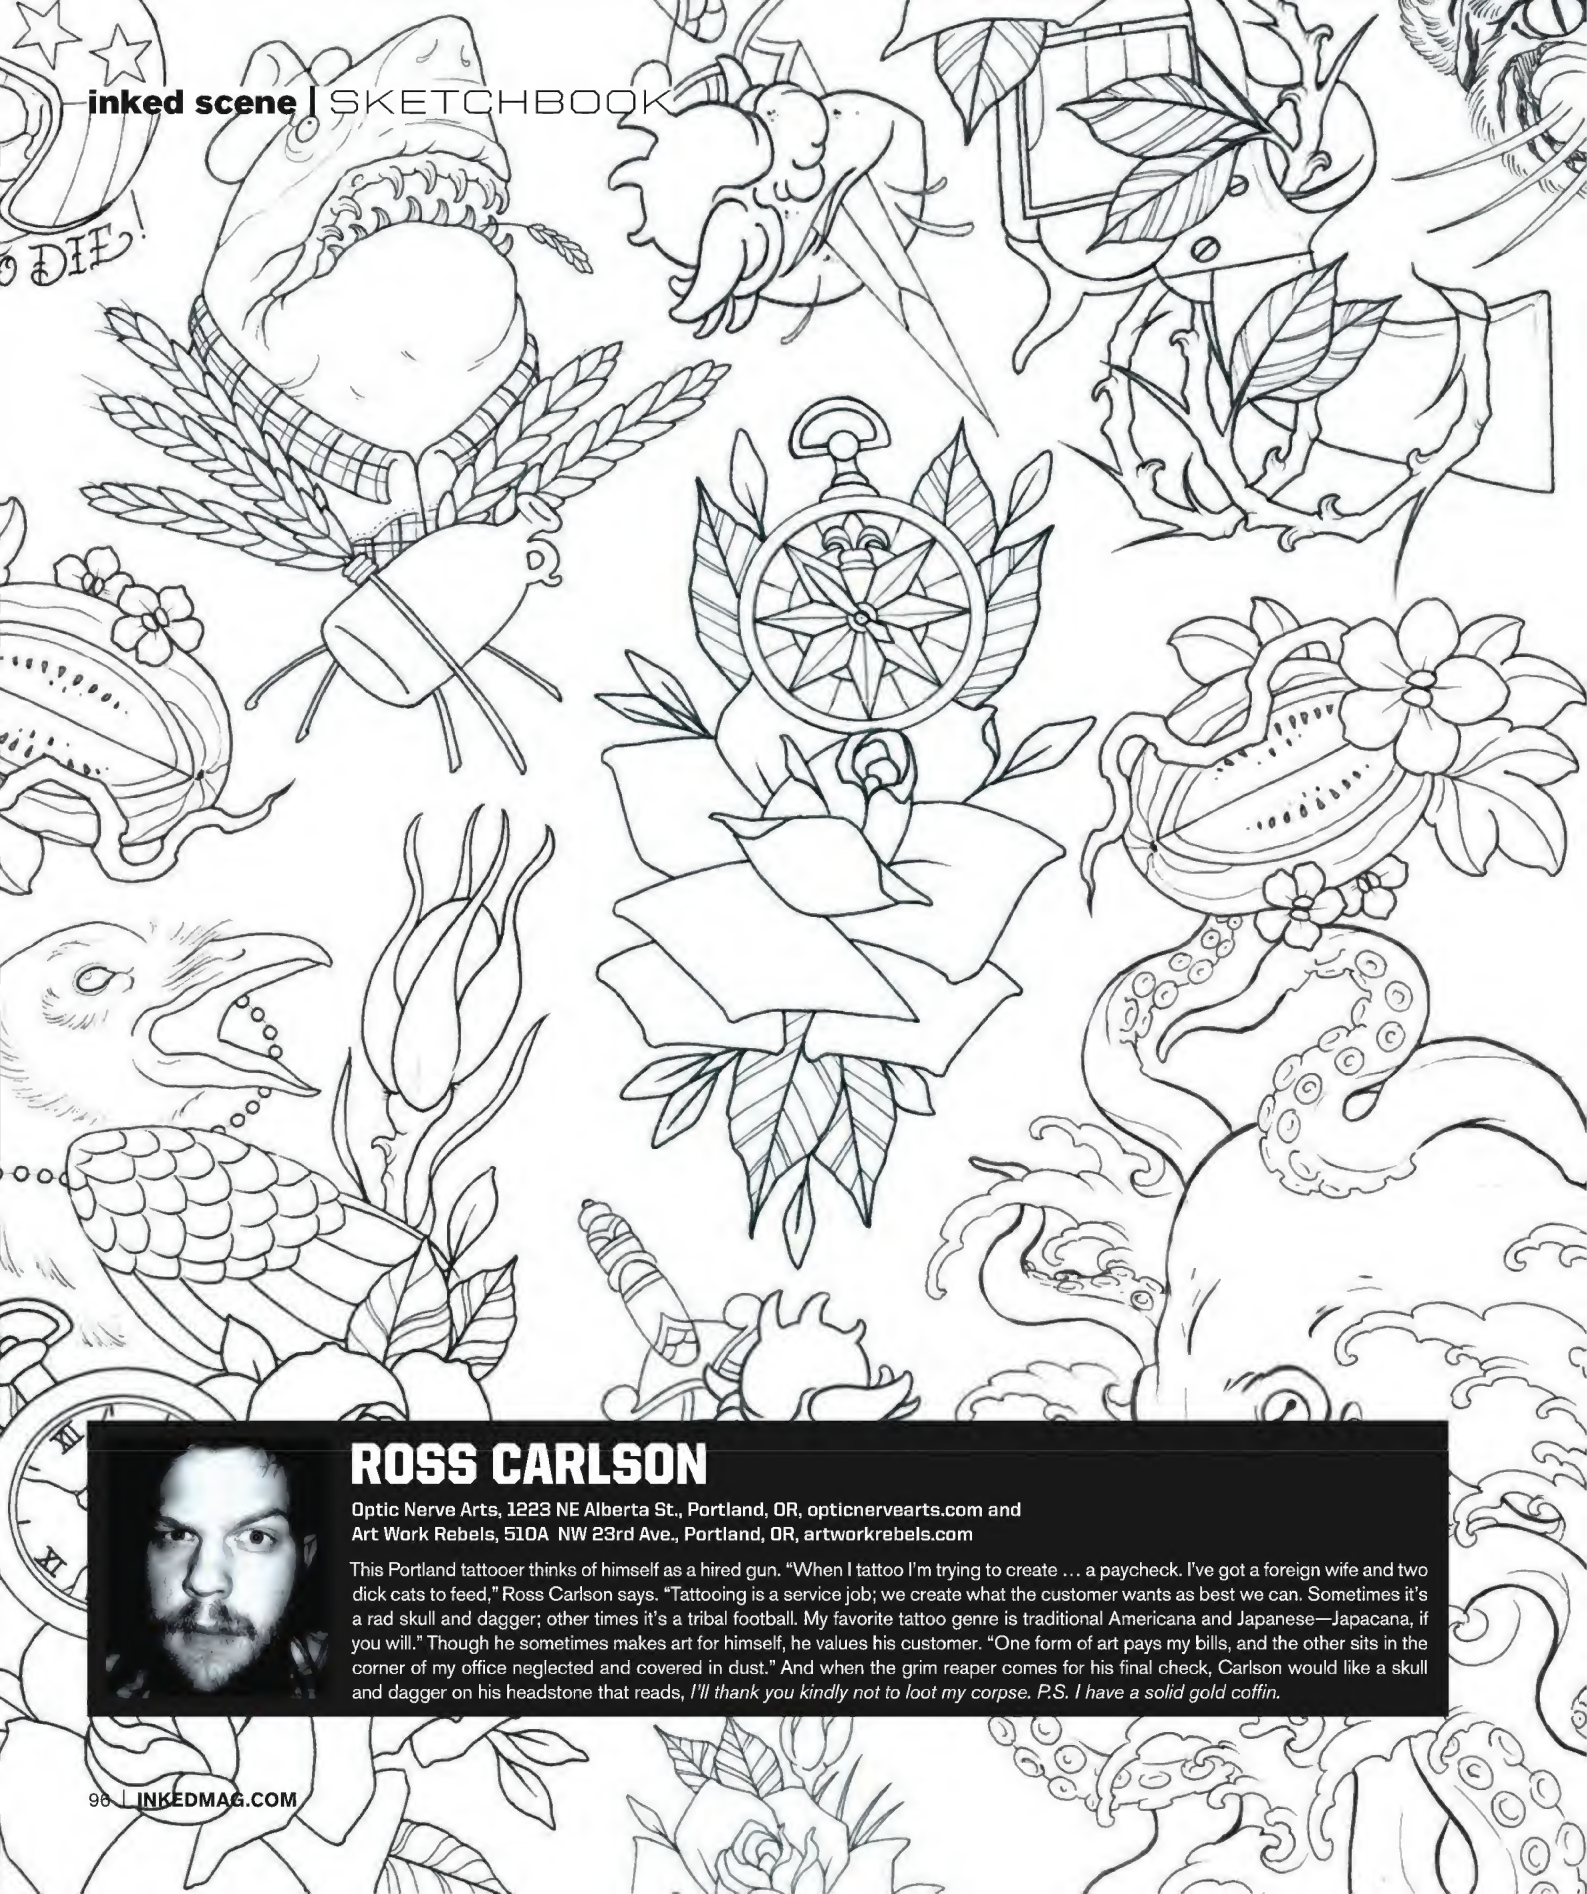 inked scene | SKETCHBOOK
O DIE!
XII
XI
ROSS CARLSON
Optic Nerve Arts, 1223 NE Alberta St., Portland, OR, opticnervearts.com and
Art Work Rebels, 510A NW 23rd Ave., Portland, OR, artworkrebels.com
This Portland tattooer thinks of himself as a hired gun. “When I tattoo I’m trying to create … a paycheck. I’ve got a foreign wife and two
dick cats to feed,” Ross Carlson says. “Tattooing is a service job; we create what the customer wants as best we can. Sometimes it’s
a rad skull and dagger; other times it’s a tribal football. My favorite tattoo genre is traditional Americana and Japanese—Japacana, if
you will.” Though he sometimes makes art for himself, he values his customer. “One form of art pays my bills, and the other sits in the
corner of my office neglected and covered in dust.” And when the grim reaper comes for his final check, Carlson would like a skull
and dagger on his headstone that reads, I’ll thank you kindly not to loot my corpse. P.S. I have a solid gold coffin.
96 | INKEDMAG.COM